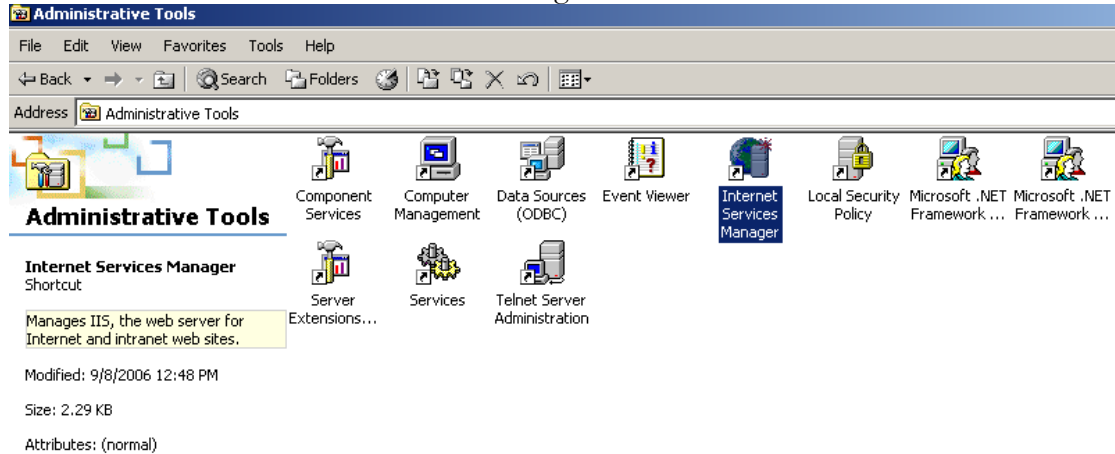 Administrative Tools
File Edit View Favorites Tools Help
Back Search Folders
Address Administrative Tools
Administrative Tools
Internet Services Manager
Shortcut
Manages IIS, the web server for
Internet and intranet web sites.
Modified: 9/8/2006 12:48 PM
Size: 2.29 KB
Attributes: (normal)
Component
Services
Computer
Management
Data Sources
(ODBC)
Event Viewer
Internet
Services
Manager
Local Security
Policy
Microsoft .NET
Framework ...
Microsoft .NET
Framework ...
Server
Extensions...
Services
Telnet Server
Administration